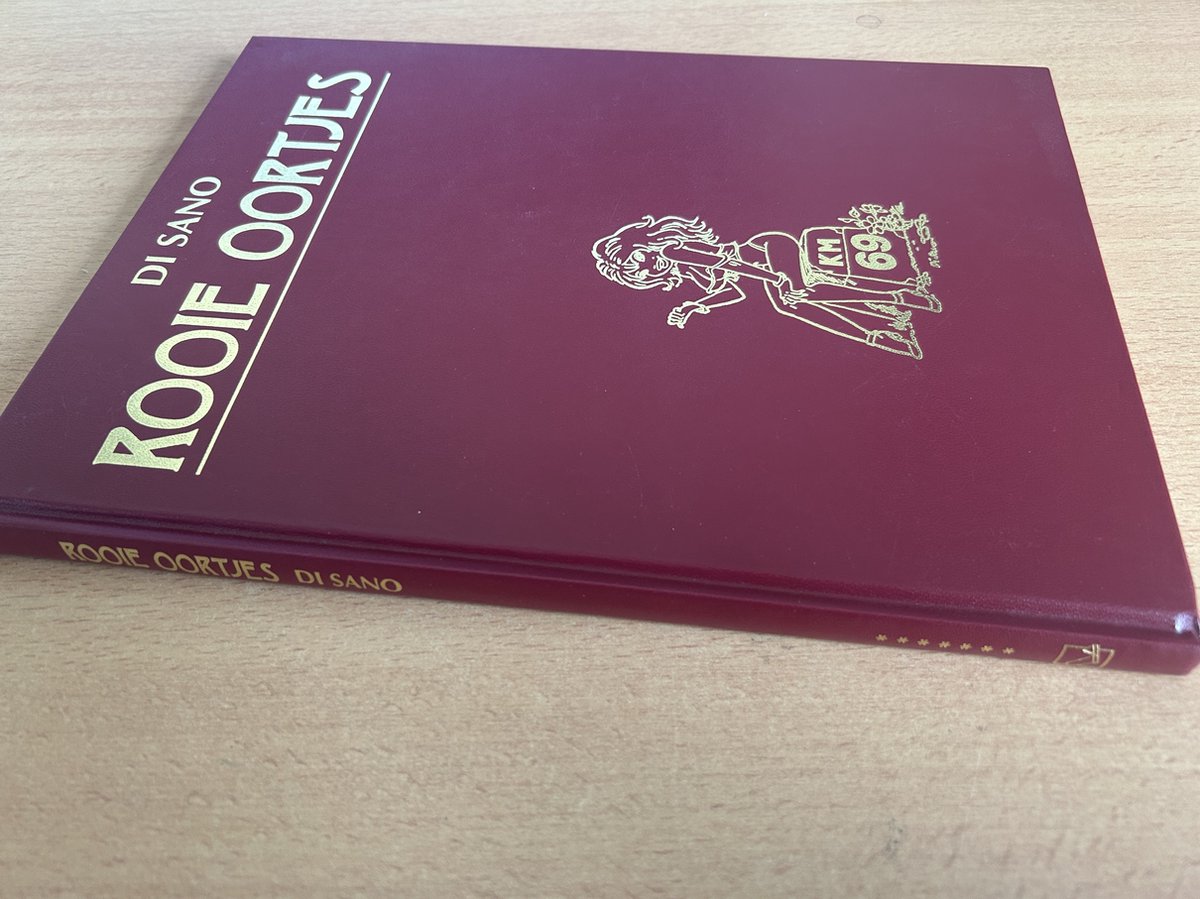 DI SANO
ROOIE OORTJES
KM
69
ROOIE OORTJES DI SANO
*******